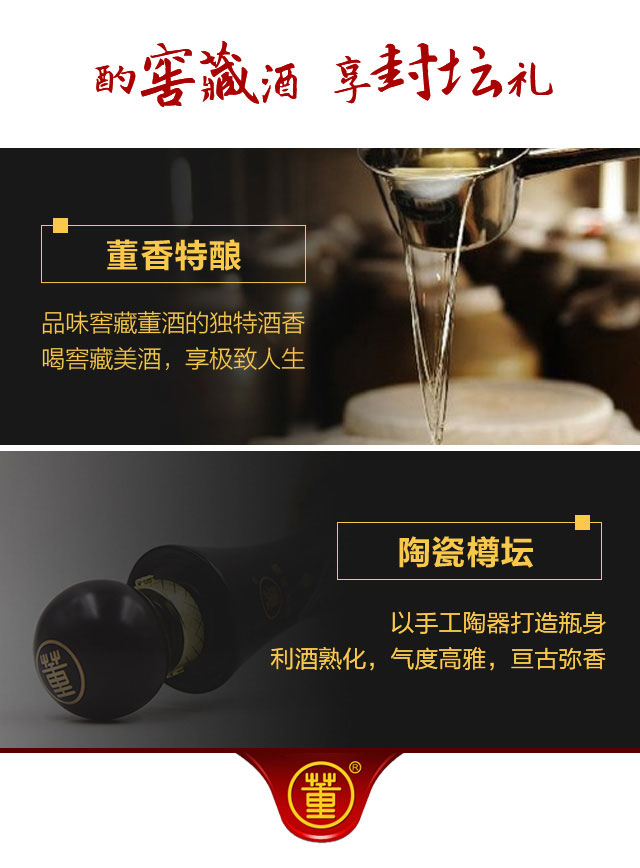 酌窖藏酒 享封坛礼
董香特酿
品味窖藏董酒的独特酒香
喝窖藏美酒，享极致人生
陶瓷樽坛
以手工陶器打造瓶身
利酒熟化，气度高雅，亘古弥香
董
董®